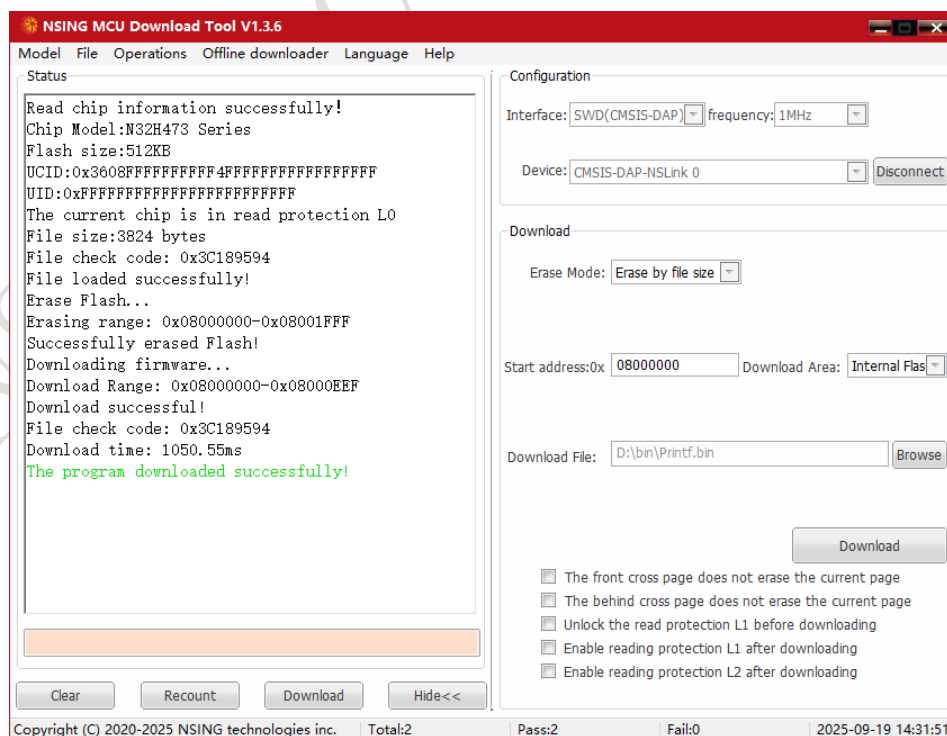 NSING MCU Download Tool V1.3.6
Model File Operations Offline downloader Language Help
Status
Read chip information successfully!
Chip Model:N32H473 Series
Flash size:512KB
UCID:0x3608FFFFFFFFFF4FFFFFFFFFFFFFFFFF
UID:0xFFFFFFFFFFFFFFFFFFFFFFFF
The current chip is in read protection L0
File size:3824 bytes
File check code: 0x3C189594
File loaded successfully!
Erase Flash...
Erasing range: 0x08000000-0x08001FFF
Successfully erased Flash!
Downloading firmware...
Download Range: 0x08000000-0x08000EEF
Download successful!
File check code: 0x3C189594
Download time: 1050.55ms
The program downloaded successfully!
Clear Recount Download Hide<<
Configuration
Interface: SWD(CMSIS-DAP) frequency: 1MHz
Device: CMSIS-DAP-NSLink 0 Disconnect
Download
Erase Mode: Erase by file size
Start address:0x 08000000 Download Area: Internal Flas
Download File: D:\bin\Printf.bin Browse
Download
The front cross page does not erase the current page
The behind cross page does not erase the current page
Unlock the read protection L1 before downloading
Enable reading protection L1 after downloading
Enable reading protection L2 after downloading
Copyright (C) 2020-2025 NSING technologies inc. Total:2 Pass:2 Fail:0 2025-09-19 14:31:51